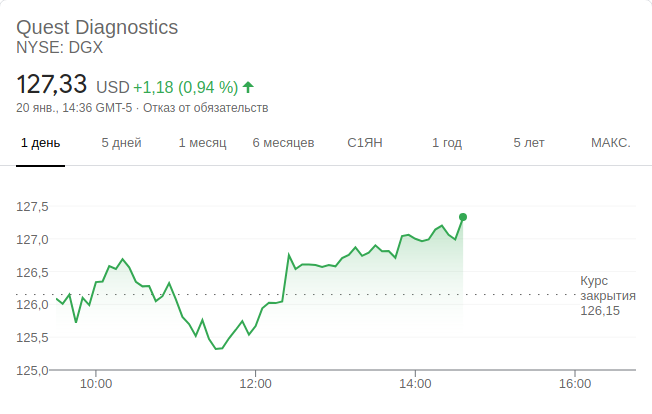 Quest Diagnostics
NYSE: DGX
127,33 USD +1,18 (0,94 %)
20 янв., 14:36 GMT-5 · Отказ от обязательств
1 день 5 дней 1 месяц 6 месяцев С1ЯН 1 год 5 лет МАКС.
127,5
127,0
126,5
126,0
125,5
125,0
Курс
закрытия
126,15
10:00 12:00 14:00 16:00